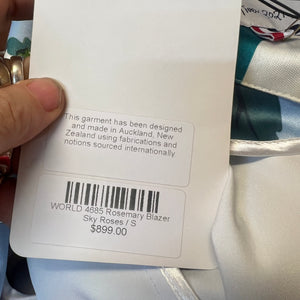 This garment has been designed
and made in Auckland, New
Zealand using fabrications and
notions sourced internationally
WORLD 4685 Rosemary Blazer
Sky Roses / S
$899.00